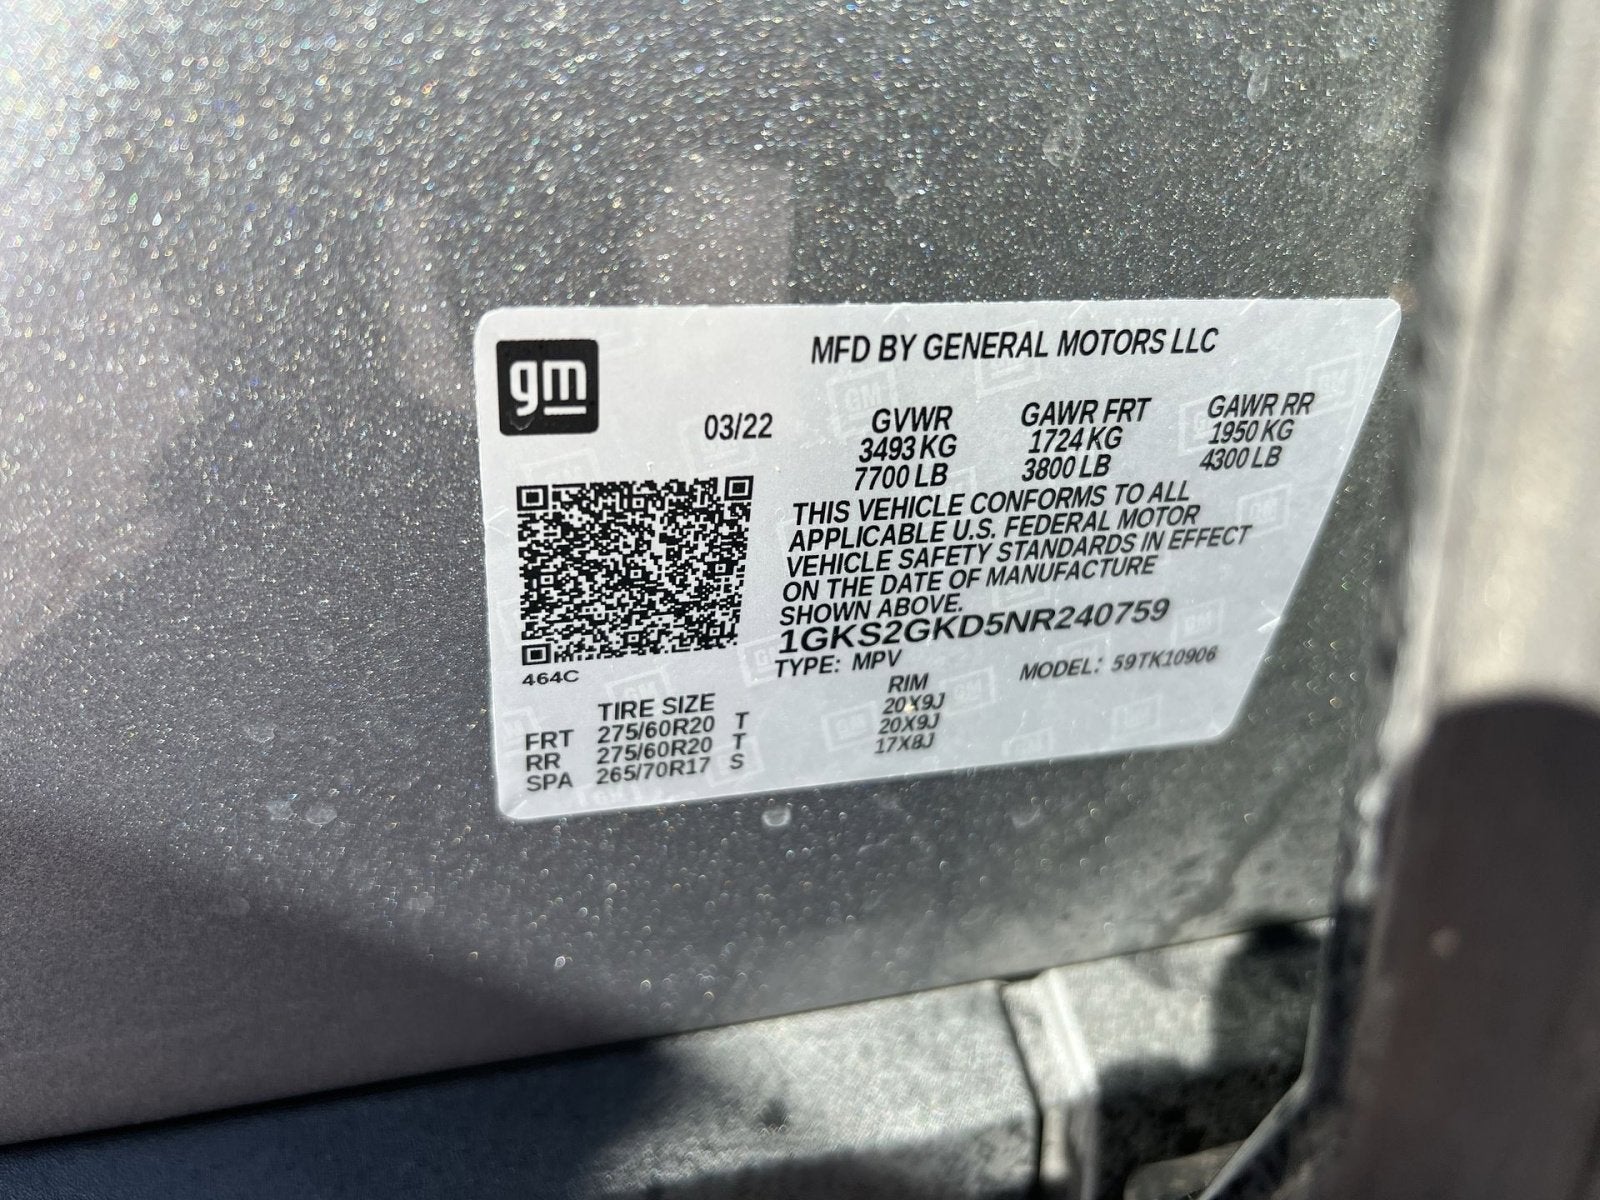 gm
MFD BY GENERAL MOTORS LLC
03/22 GVWR GAWR FRT GAWR RR
3493 KG 1724 KG 1950 KG
7700 LB 3800 LB 4300 LB
THIS VEHICLE CONFORMS TO ALL
APPLICABLE U.S. FEDERAL MOTOR
VEHICLE SAFETY STANDARDS IN EFFECT
ON THE DATE OF MANUFACTURE
SHOWN ABOVE.
1GKS2GKD5NR240759
TYPE: MPV MODEL: 59TK10906
464C
TIRE SIZE RIM
FRT 275/60R20 T 20X9J
RR 275/60R20 T 20X9J
SPA 265/70R17 S 17X8J